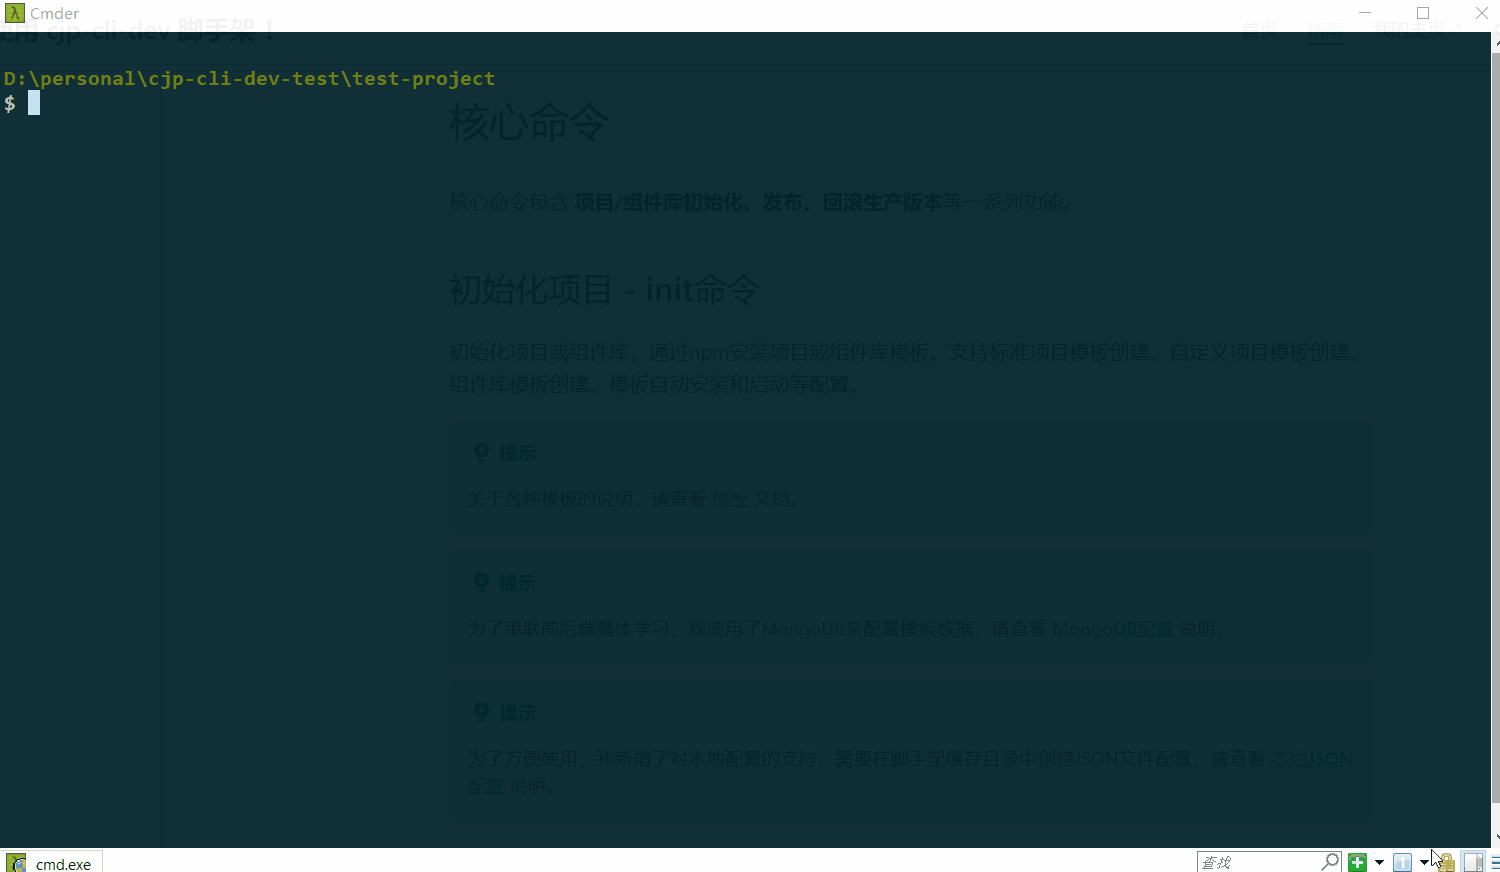 Cmder
使用 cjp-cli-dev 脚手架！
首页 指南 我的主页
D:\personal\cjp-cli-dev-test\test-project
$
核心命令
核心命令包含 项目/组件库初始化、发布、回滚生产版本等一系列功能。
初始化项目 - init命令
初始化项目或组件库，通过npm安装项目或组件库模板。支持标准项目模板创建、自定义项目模板创建、
组件库模板创建、模板自动安装和启动等配置。
提示
关于各种模板的说明，请查看 模板 文档。
提示
为了串联前后端整体学习，我使用了MongoDB来配置模板数据，请查看 MongoDB配置 说明。
提示
为了方便使用，我新增了对本地配置的支持，需要在脚手架缓存目录中创建JSON文件配置，请查看 本地JSON
配置 说明。
cmd.exe
查找